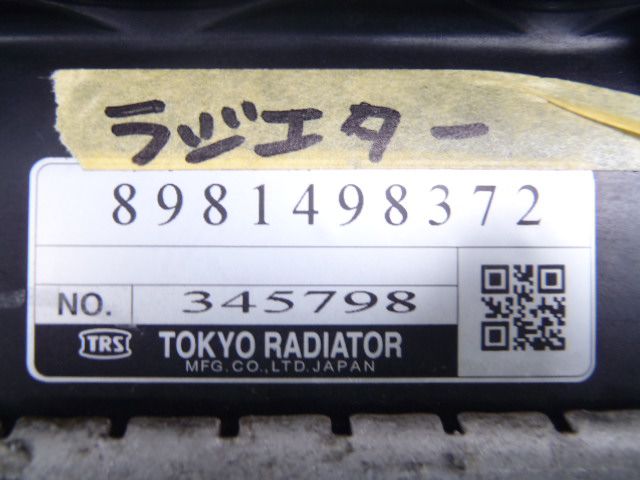 ラジエター
8981498372
NO. 345798
TRS TOKYO RADIATOR
MFG.CO.,LTD.JAPAN